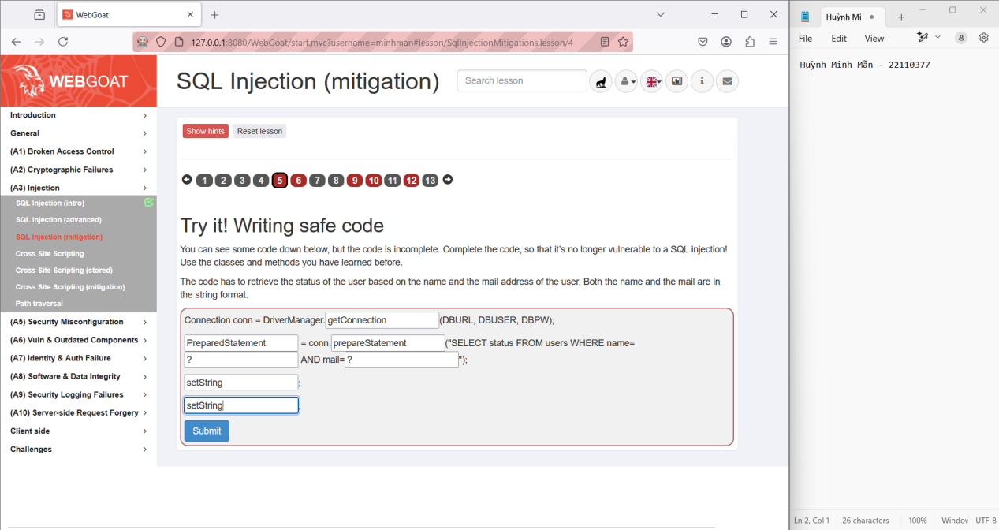 WebGoat
127.0.0.1:8080/WebGoat/start.mvc?username=minhman#lesson/SqlInjectionMitigations.lesson/4
WEBGOAT
SQL Injection (mitigation)
Search lesson
Introduction
General
(A1) Broken Access Control
(A2) Cryptographic Failures
(A3) Injection
SQL Injection (intro)
SQL Injection (advanced)
SQL Injection (mitigation)
Cross Site Scripting
Cross Site Scripting (stored)
Cross Site Scripting (mitigation)
Path traversal
(A5) Security Misconfiguration
(A6) Vuln & Outdated Components
(A7) Identity & Auth Failure
(A8) Software & Data Integrity
(A9) Security Logging Failures
(A10) Server-side Request Forgery
Client side
Challenges
Show hints Reset lesson
1 2 3 4 5 6 7 8 9 10 11 12 13
Try it! Writing safe code
You can see some code down below, but the code is incomplete. Complete the code, so that it's no longer vulnerable to a SQL injection!
Use the classes and methods you have learned before.
The code has to retrieve the status of the user based on the name and the mail address of the user. Both the name and the mail are in
the string format.
Connection conn = DriverManager.getConnection(DBURL, DBUSER, DBPW);
PreparedStatement = conn.prepareStatement("SELECT status FROM users WHERE name=
? AND mail=?");
setString;
setString;
Submit
Huỳnh Mi
File Edit View
Huỳnh Minh Mẫn - 22110377
Ln 2, Col 1 26 characters 100% Window UTF-8